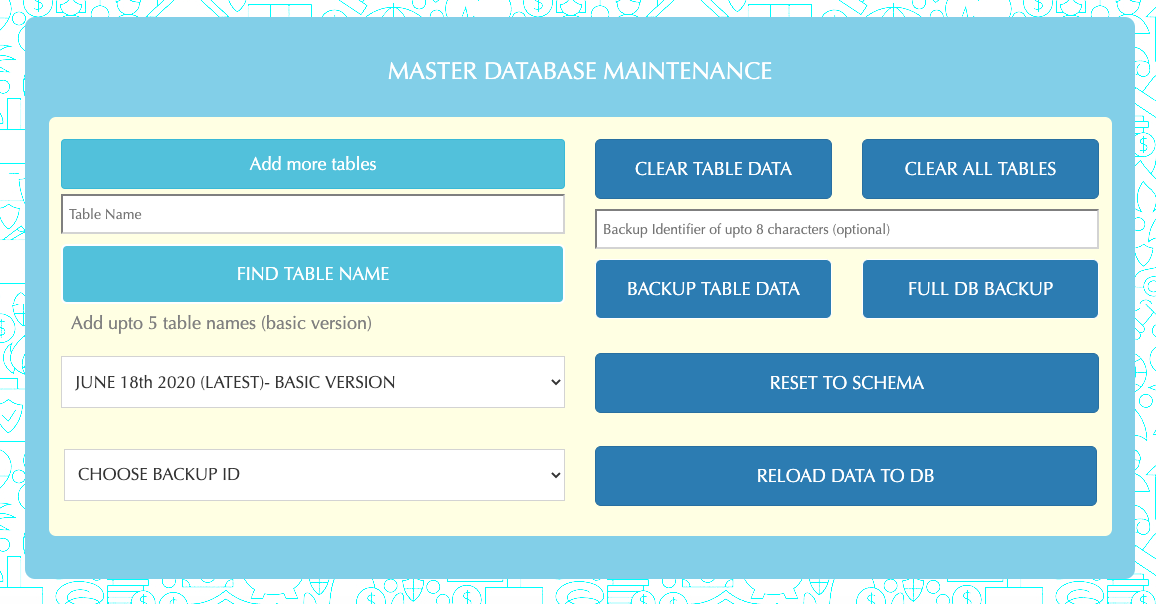 MASTER DATABASE MAINTENANCE
Add more tables
Table Name
FIND TABLE NAME
Add upto 5 table names (basic version)
CLEAR TABLE DATA
CLEAR ALL TABLES
Backup Identifier of upto 8 characters (optional)
BACKUP TABLE DATA
FULL DB BACKUP
JUNE 18th 2020 (LATEST)- BASIC VERSION
RESET TO SCHEMA
CHOOSE BACKUP ID
RELOAD DATA TO DB